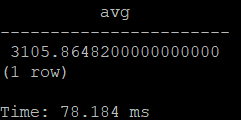 avg
-----------------------
3105.8648200000000000
(1 row)
Time: 78.184 ms